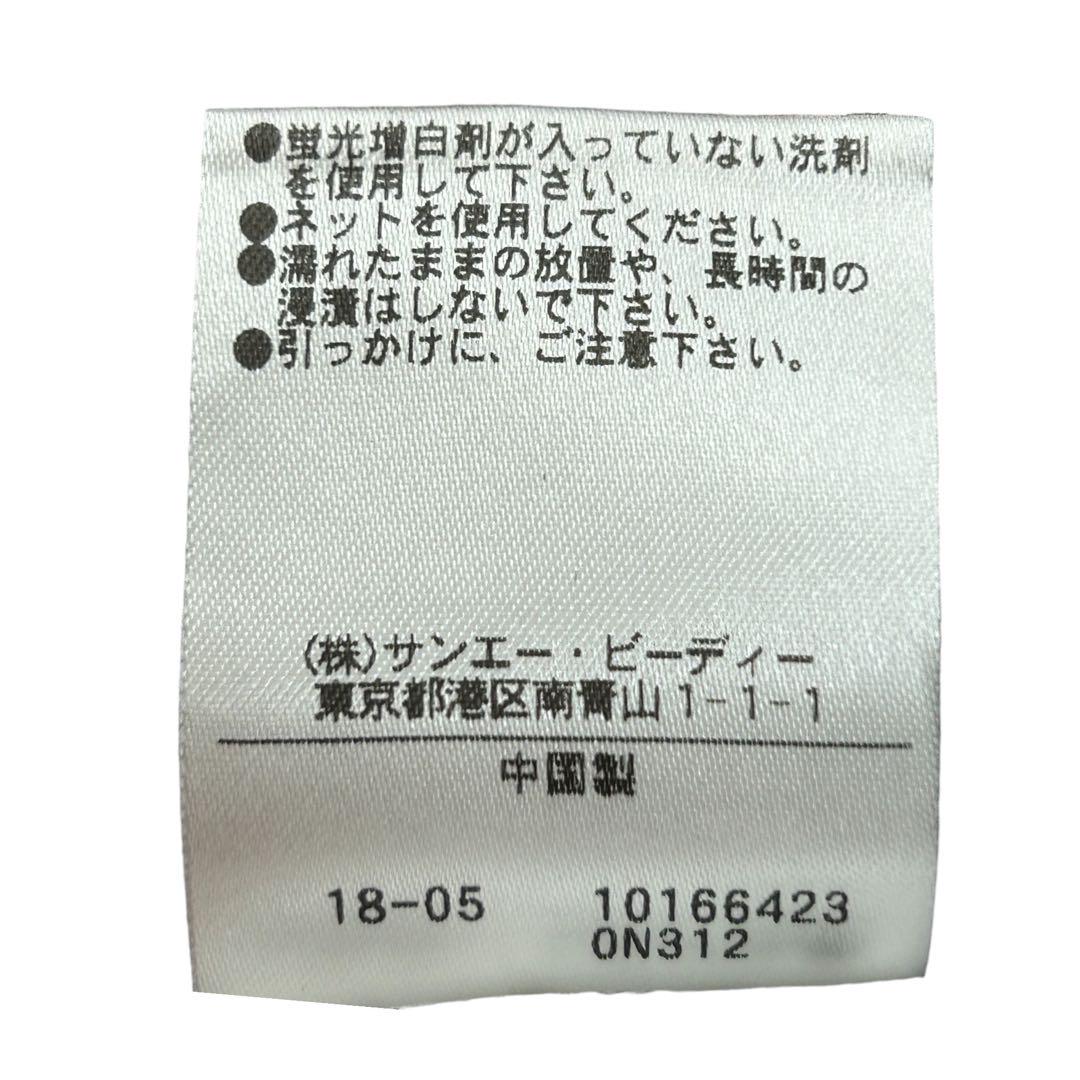 ●蛍光増白剤が入っていない洗剤
を使用して下さい。
●ネットを使用してください。
●濡れたままの放置や、長時間の
浸漬はしないで下さい。
●引っかけに、ご注意下さい。
(株)サンエー・ビーディー
東京都港区南青山1-1-1
中国製
18-05 10166423
0N312